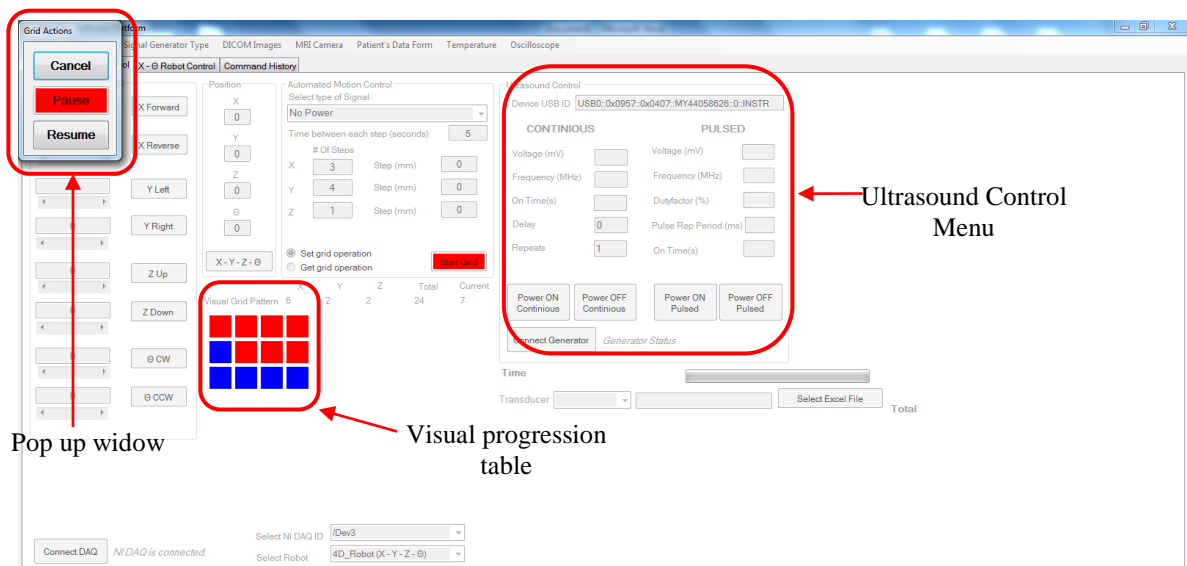 Grid Actions
Cancel
Pause
Resume
Signal Generator Type DICOM Images MRI Camera Patient's Data Form Temperature Oscilloscope
X - Θ Robot Control Command History
Position
X
0
Y
0
Z
0
Θ
0
X - Y - Z - Θ
X Forward
X Reverse
Y Left
Y Right
Z Up
Z Down
Θ CW
Θ CCW
Automated Motion Control
Select type of Signal
No Power
Time between each step (seconds) 5
# Of Steps
X 3 Step (mm) 0
Y 4 Step (mm) 0
Z 1 Step (mm) 0
Set grid operation
Get grid operation
Start Grid
X Y Z Total Current
Visual Grid Pattern 6 2 2 24 7
Ultrasound Control
Device USB ID USB0::0x0957::0x0407::MY44058626::0::INSTR
CONTINIOUS PULSED
Voltage (mV) Voltage (mV)
Frequency (MHz) Frequency (MHz)
On Time(s) Dutyfactor (%)
Delay 0 Pulse Rep Period (ms)
Repeats 1 On Time(s)
Power ON Continious
Power OFF Continious
Power ON Pulsed
Power OFF Pulsed
Connect Generator Generator Status
Time
Transducer Select Excel File Total
Ultrasound Control
Menu
Pop up widow
Visual progression
table
Select NI DAQ ID /Dev3
Connect DAQ NI DAQ is connected.
Select Robot 4D_Robot (X - Y - Z - Θ)